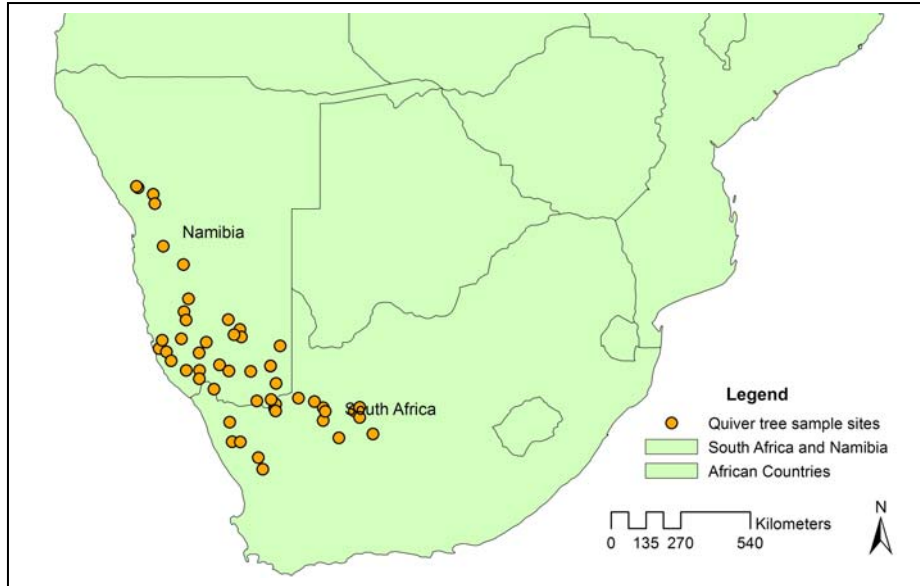 Namibia
South Africa
Legend
Quiver tree sample sites
South Africa and Namibia
African Countries
N
Kilometers
0 135 270 540